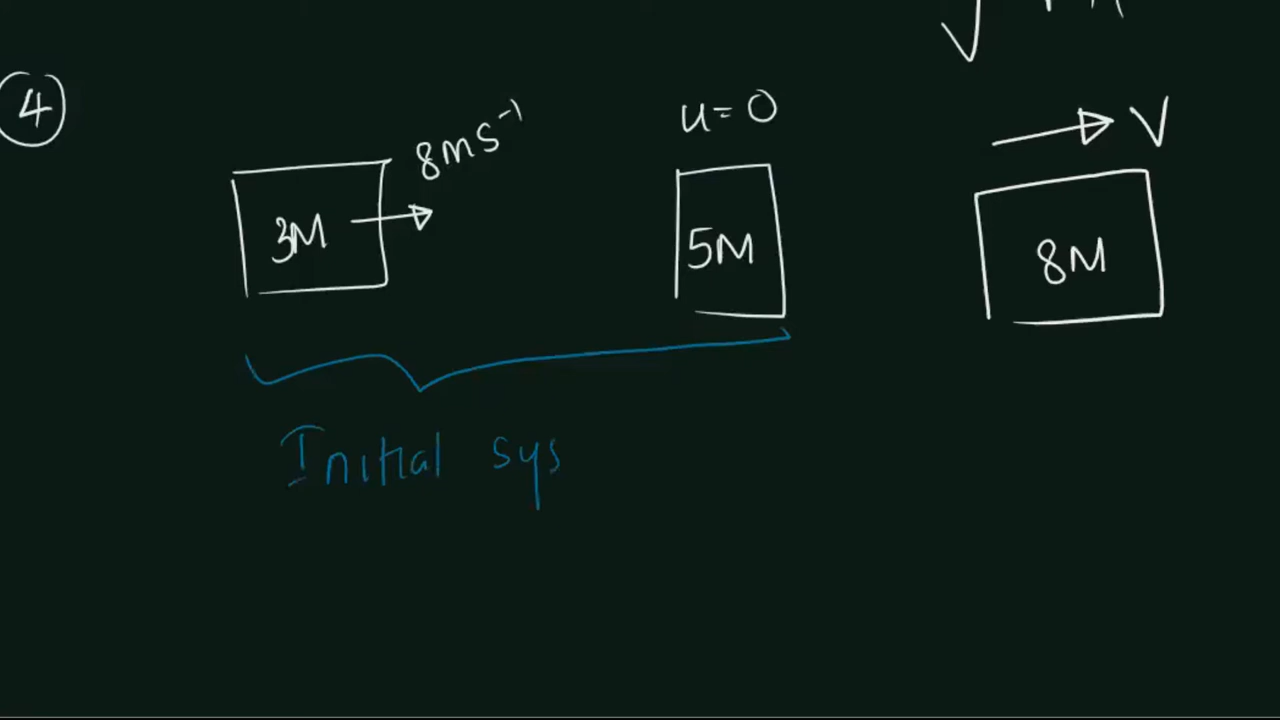 4
8ms⁻¹
u = 0
V
3M
5M
8M
Initial sys